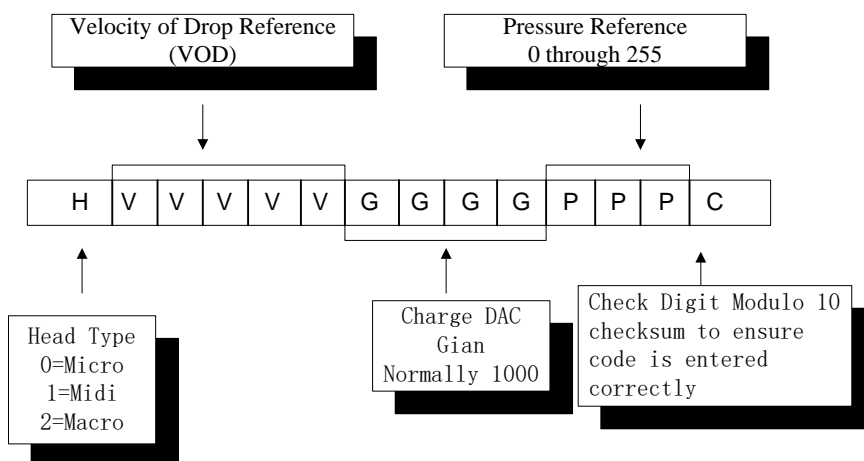 Velocity of Drop Reference
(VOD)
Pressure Reference
0 through 255
H V V V V V G G G G P P P C
Head Type
0=Micro
1=Midi
2=Macro
Charge DAC
Gian
Normally 1000
Check Digit Modulo 10
checksum to ensure
code is entered
correctly